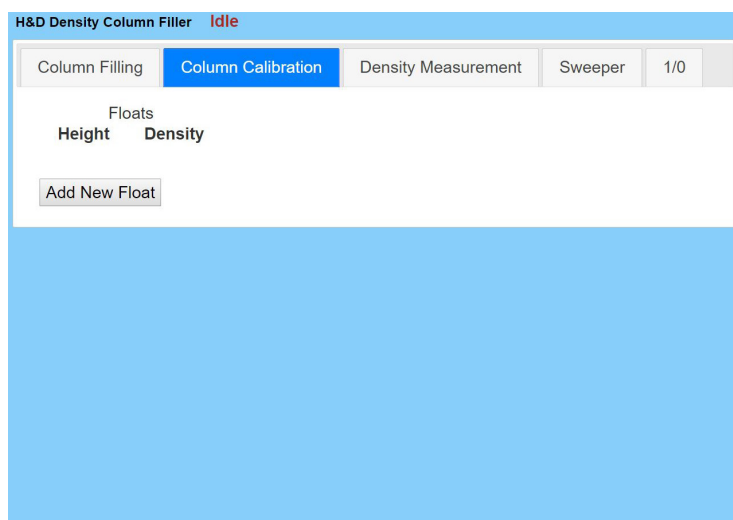 H&D Density Column Filler Idle
Column Filling Column Calibration Density Measurement Sweeper 1/0
Floats
Height Density
Add New Float